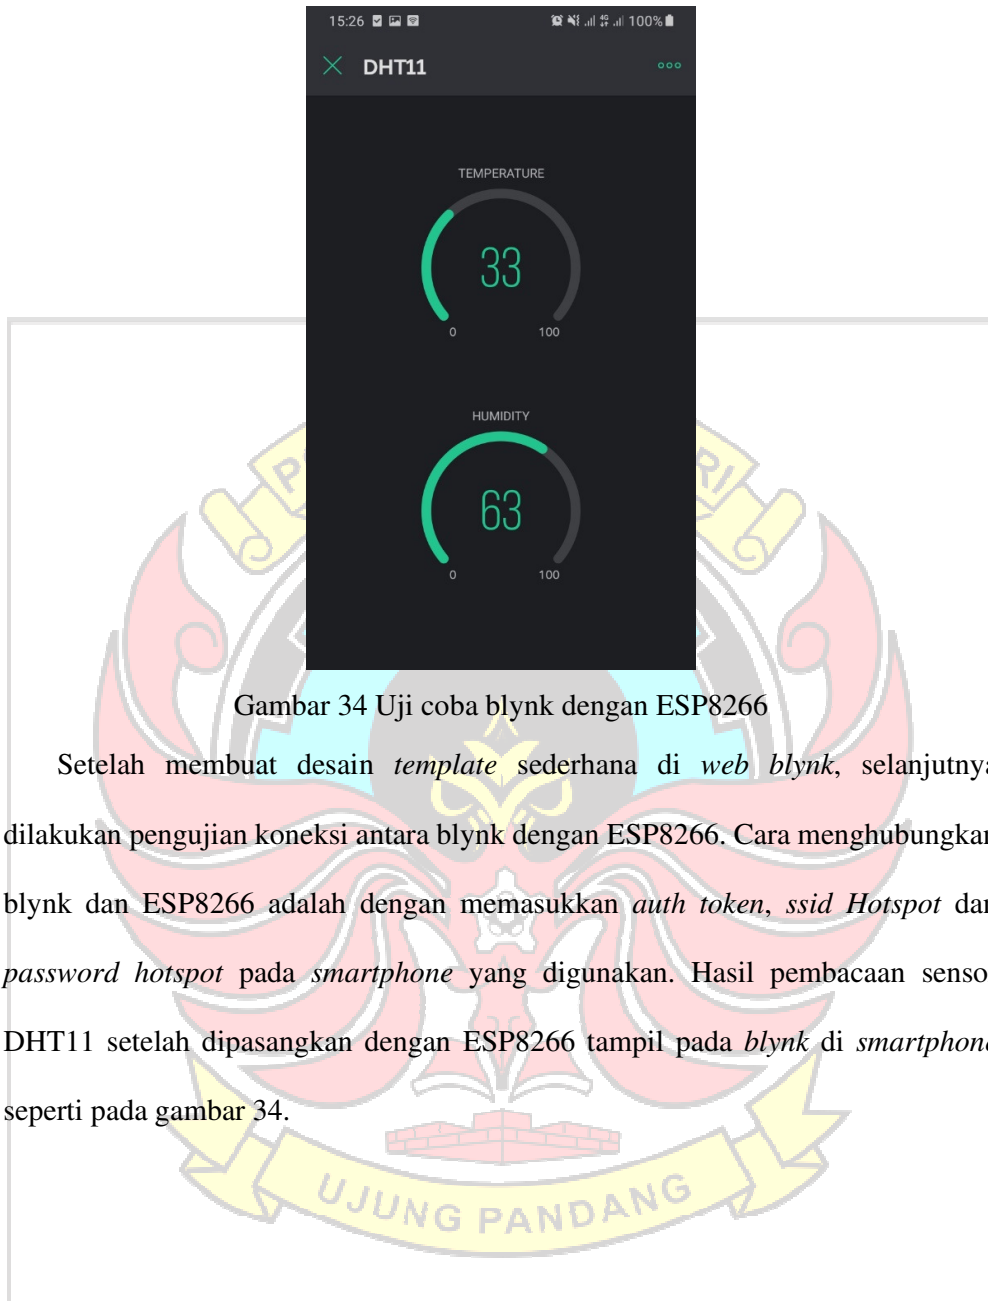 15:26
4G
100%
DHT11
TEMPERATURE
33
0 100
HUMIDITY
63
0 100
Gambar 34 Uji coba blynk dengan ESP8266
Setelah membuat desain template sederhana di web blynk, selanjutnya
dilakukan pengujian koneksi antara blynk dengan ESP8266. Cara menghubungkan
blynk dan ESP8266 adalah dengan memasukkan auth token, ssid Hotspot dan
password hotspot pada smartphone yang digunakan. Hasil pembacaan senso
DHT11 setelah dipasangkan dengan ESP8266 tampil pada blynk di smartphone
seperti pada gambar 34.
UJUNG PANDANG